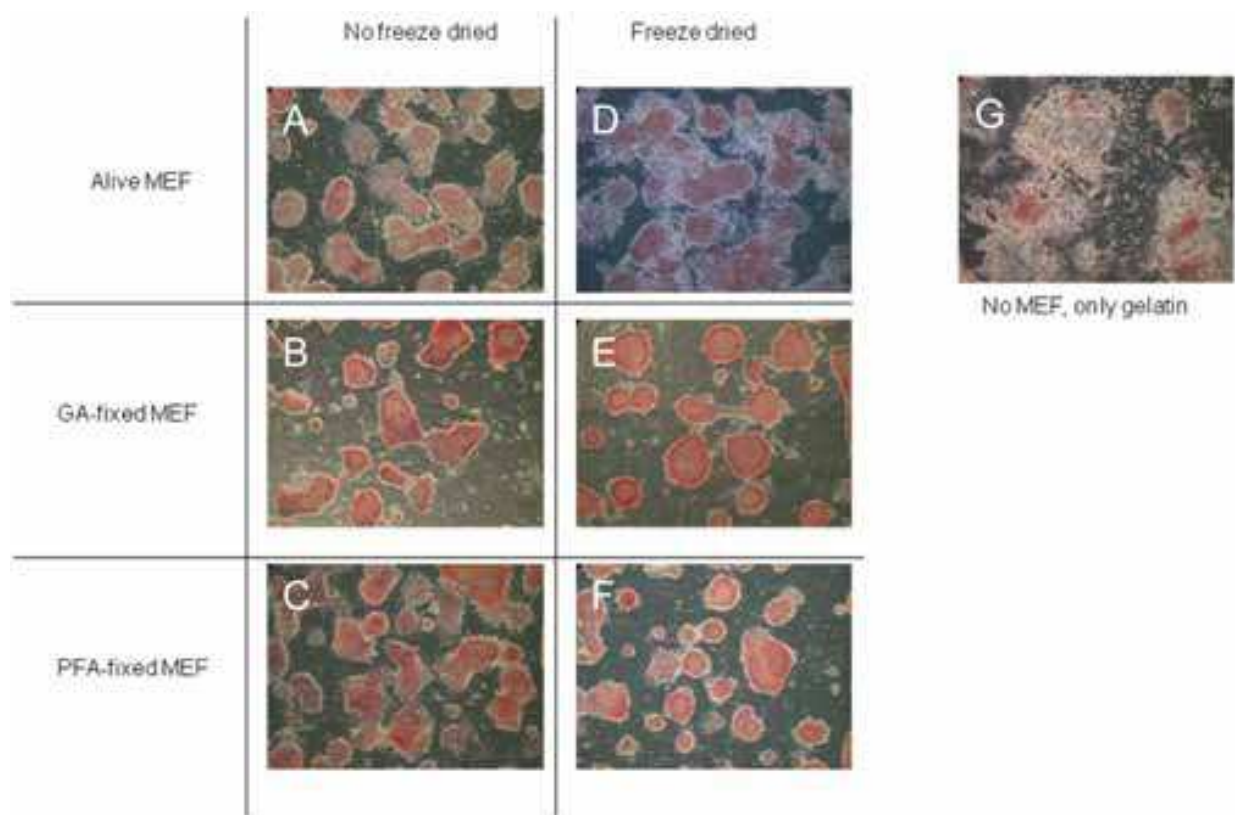 No freeze dried
Freeze dried
A
D
G
Alive MEF
No MEF, only gelatin
B
E
GA-fixed MEF
C
F
PFA-fixed MEF